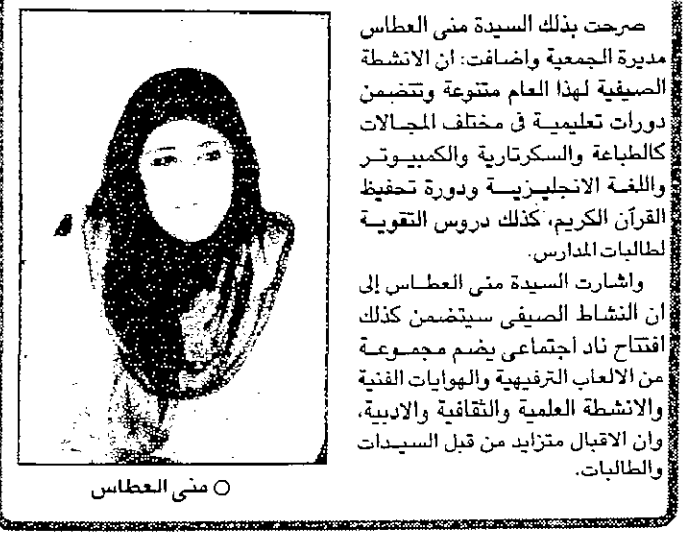 صرحت بذلك السيدة منى العطاس
مديرة الجمعية واضافت: ان الانشطة
الصيفية لهذا العام متنوعة وتتضمن
دورات تعليمية في مختلف المجالات
كالطباعة والسكرتارية والكمبيوتر
واللغة الانجليزية ودورة تحفيظ
القرآن الكريم، كذلك دروس التقوية
لطالبات المدارس.
واشارت السيدة منى العطاس إلى
ان النشاط الصيفى سيتضمن كذلك
افتتاح ناد اجتماعى يضم مجموعة
من الالعاب الترفيهية والهوايات الفنية
والانشطة العلمية والثقافية والادبية،
وان الاقبال متزايد من قبل السيدات
والطالبات.
○ منى العطاس